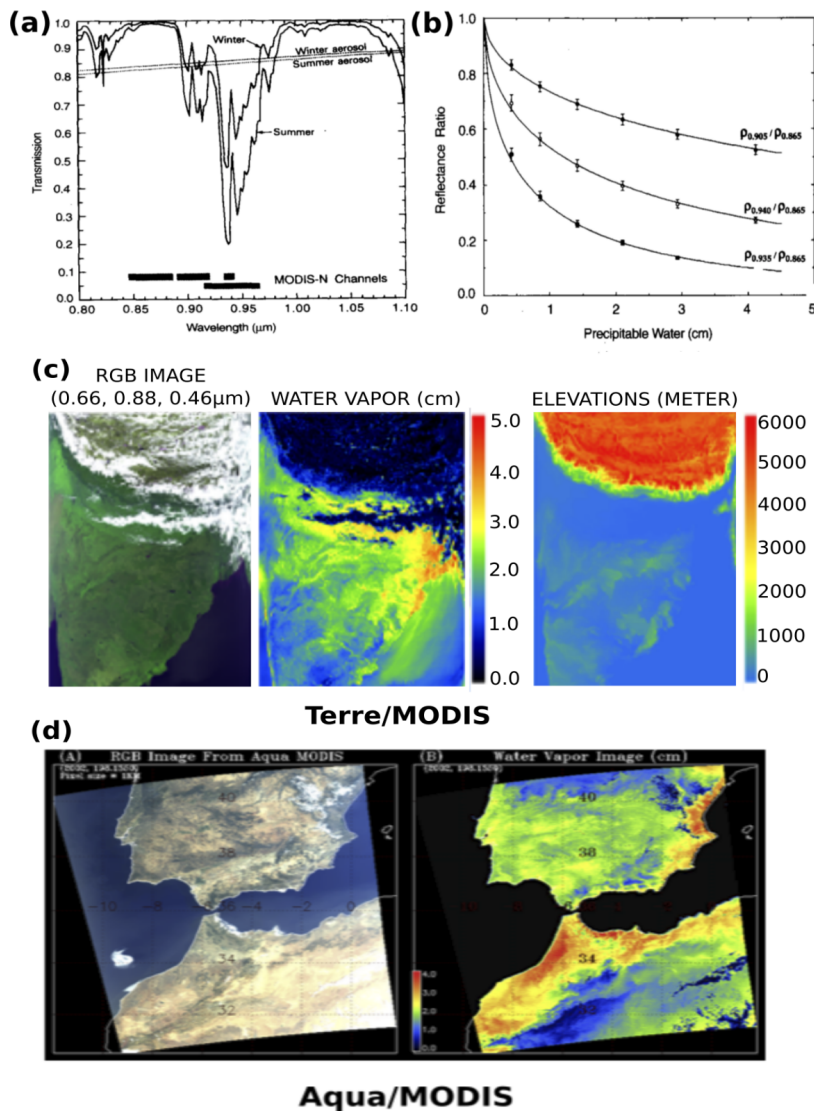 (a)
1.0
0.9
0.8
0.7
0.6
0.5
0.4
0.3
0.2
0.1
0.0
Transmission
Winter
Winter aerosol
Summer aerosol
Summer
MODIS-N Channels
0.80
0.85
0.90
0.95
1.00
1.05
1.10
Wavelength (μm)
(b)
1.0
0.8
0.6
0.4
0.2
0.0
Reflectance Ratio
ρ0.905/ρ0.865
ρ0.940/ρ0.865
ρ0.935/ρ0.865
0
1
2
3
4
5
Precipitable Water (cm)
(c)
RGB IMAGE
(0.66, 0.88, 0.46μm)
WATER VAPOR (cm)
5.0
4.0
3.0
2.0
1.0
0.0
ELEVATIONS (METER)
6000
5000
4000
3000
2000
1000
0
Terre/MODIS
(d)
(A) RGB Image From Aqua MODIS
40
38
-10
-4
-2
0
34
32
(B) Water Vapor Image (cm)
40
38
-10
-4
-2
0
34
4.0
3.0
2.0
1.0
0.0
Aqua/MODIS